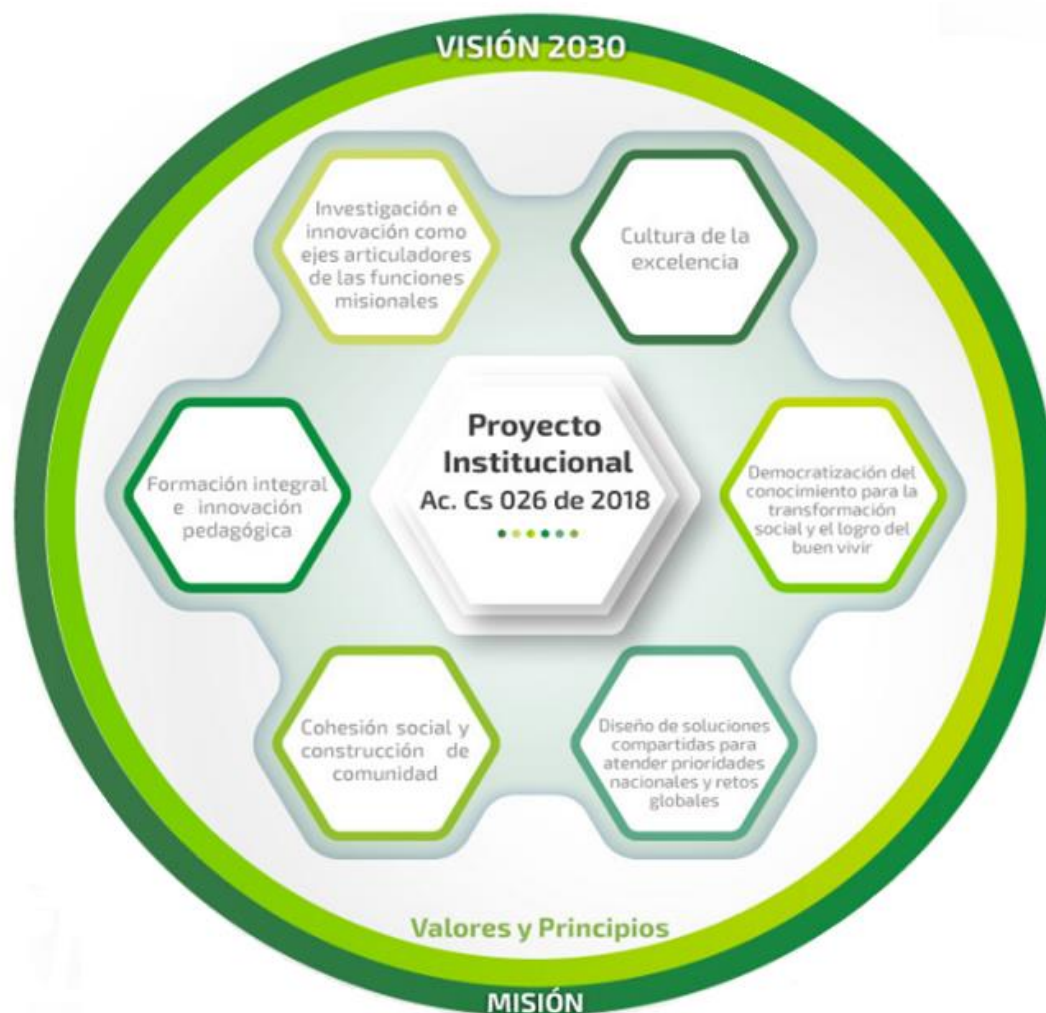 VISIÓN 2030
Investigación e
innovación como
ejes articuladores
de las funciones
misionales
Cultura de la
excelencia
Proyecto
Institucional
Ac. Cs 026 de 2018
Formación integral
e innovación
pedagógica
Democratización del
conocimiento para la
transformación
social y el logro del
buen vivir
Cohesión social y
construcción de
comunidad
Diseño de soluciones
compartidas para
atender prioridades
nacionales y retos
globales
Valores y Principios
MISIÓN